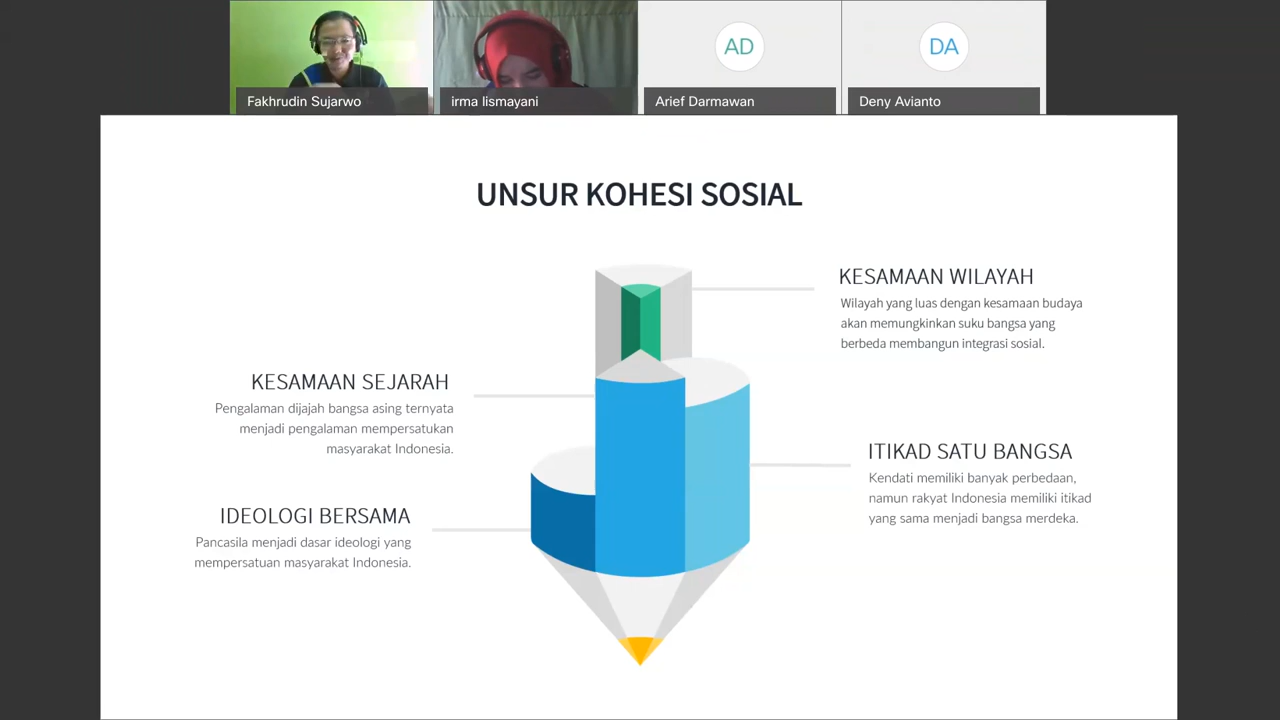 AD
DA
Fakhrudin Sujarwo
irma lismayani
Arief Darmawan
Deny Avianto
UNSUR KOHESI SOSIAL
KESAMAAN WILAYAH
Wilayah yang luas dengan kesamaan budaya
akan memungkinkan suku bangsa yang
berbeda membangun integrasi sosial.
KESAMAAN SEJARAH
Pengalaman dijajah bangsa asing ternyata
menjadi pengalaman mempersatukan
masyarakat Indonesia.
ITIKAD SATU BANGSA
Kendati memiliki banyak perbedaan,
namun rakyat Indonesia memiliki itikad
yang sama menjadi bangsa merdeka.
IDEOLOGI BERSAMA
Pancasila menjadi dasar ideologi yang
mempersatuan masyarakat Indonesia.